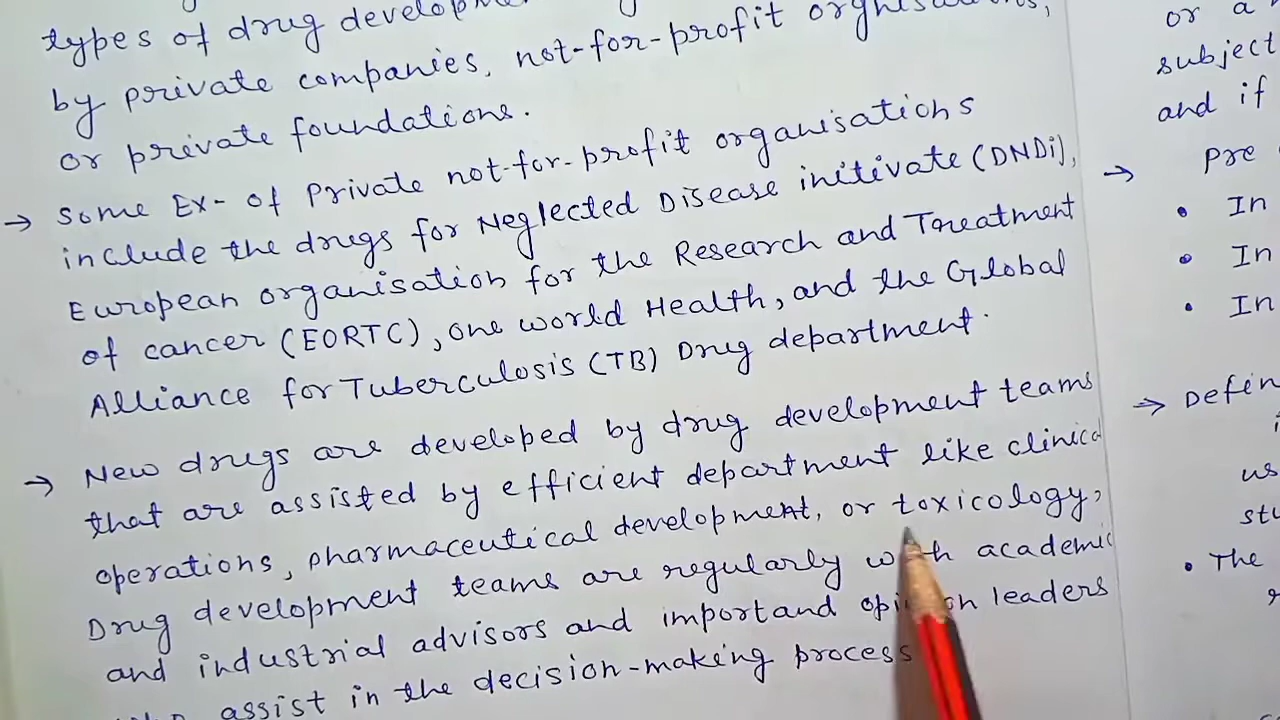 types of drug development
by private companies, not-for-profit orghisations,
or private foundations.
→ some Ex- of Private not-for-profit organisations
include the drugs for Neglected Disease initivate (DNDi),
European organisation for the Research and Treatment
of cancer (EORTC), one world Health, and the Global
Alliance for Tuberculosis (TB) Drug department.
→ New drugs are developed by drug development teams
that are assisted by efficient department like clinical
operations, pharmaceutical development, or toxicology,
Drug development teams are regularly with academic
and industrial advisors and importand opinion leaders
assist in the decision-making process
or a
subject
and if
→ Pre
• In
• In
• In
→ Defin
us
stu
• The